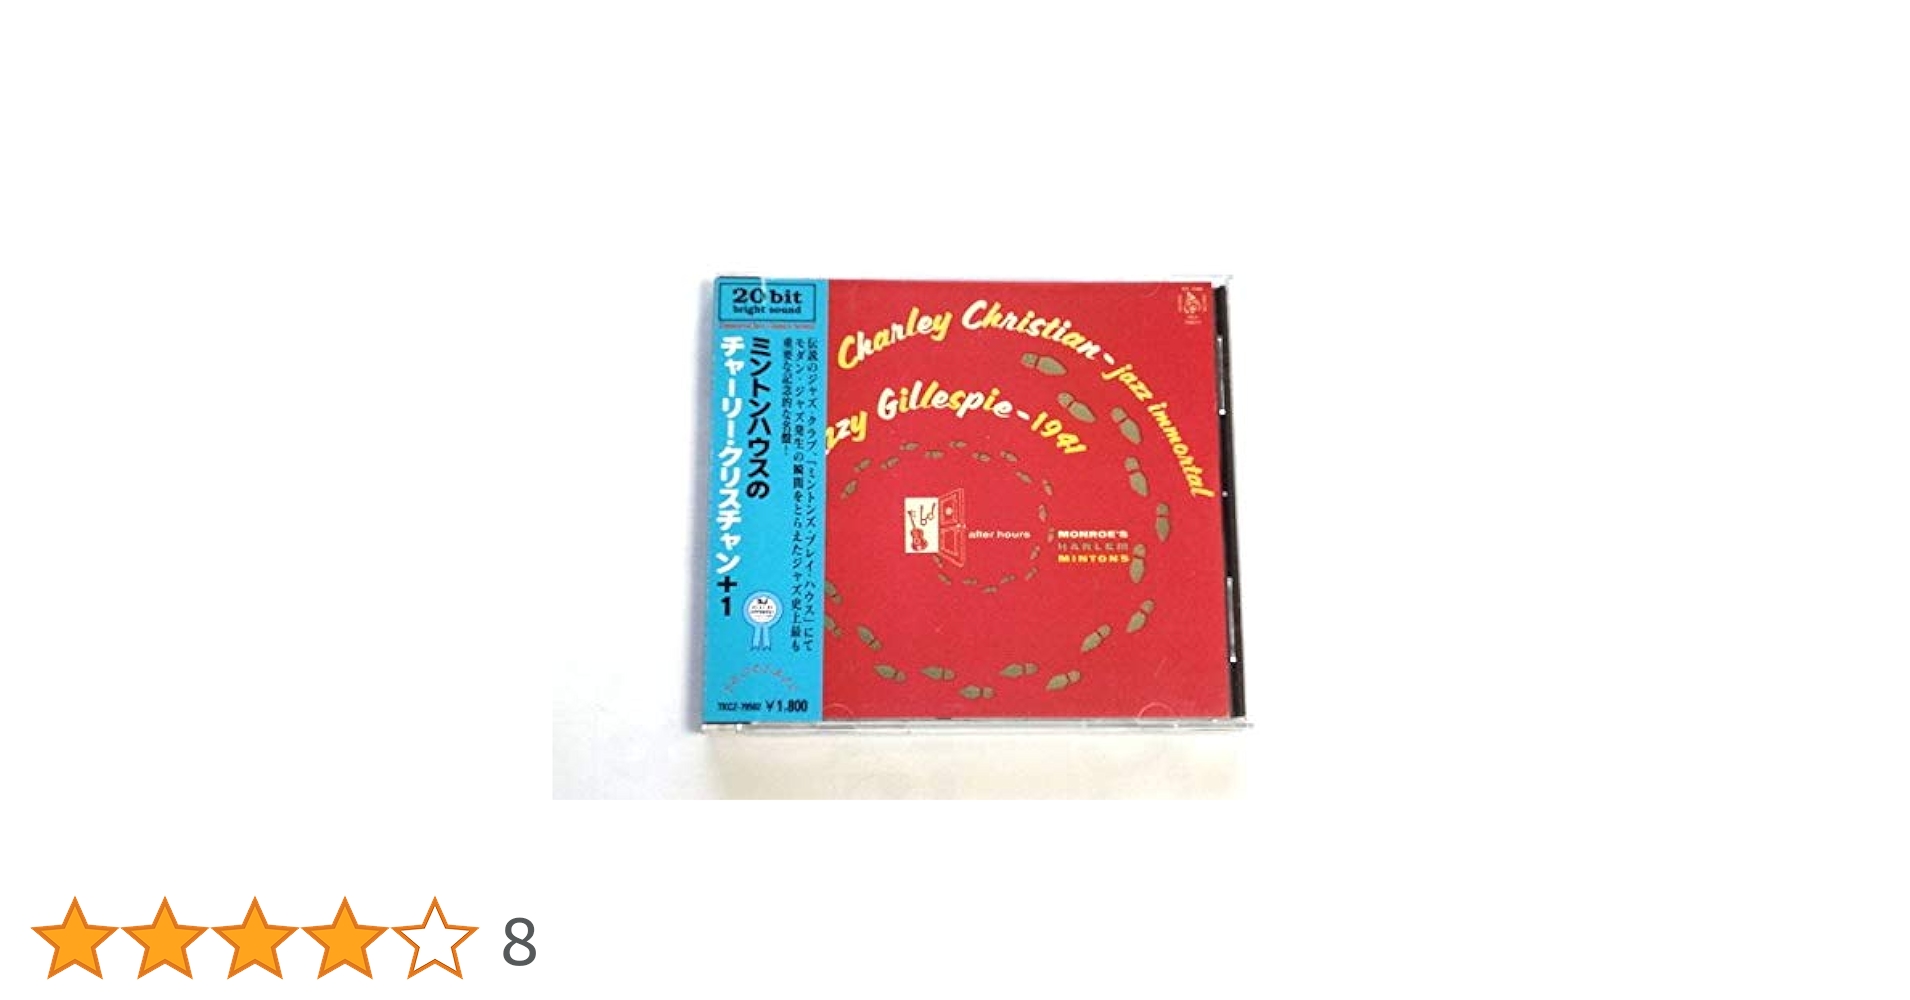 20 bit
bright sound
ミントンハウスの
チャーリー・クリスチャン+1
伝説のジャズ・クラブ、「ミントンズ・プレイ・ハウス」にて
モダン・ジャズ発生の瞬間をとらえたジャズ史上最も
重要な記念的な名盤!
¥1,800
Charley Christian-jazz immortal
zzy Gillespie-1941
after hours
MONROE'S
HARLEM
MINTONS
8